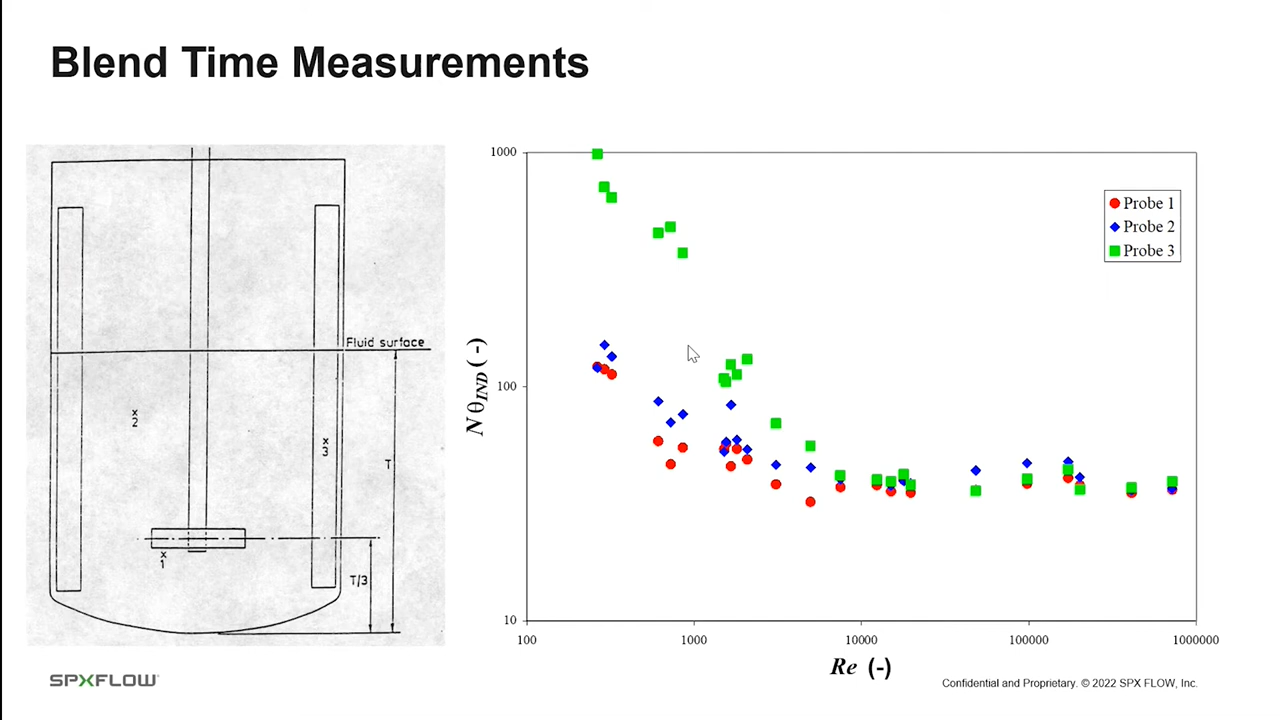 Blend Time Measurements
Fluid surface
x
2
x
3
T
x
1
T/3
1000
100
10
N θIND (-)
100
1000
10000
100000
1000000
Re (-)
Probe 1
Probe 2
Probe 3
SPXFLOW
Confidential and Proprietary. © 2022 SPX FLOW, Inc.